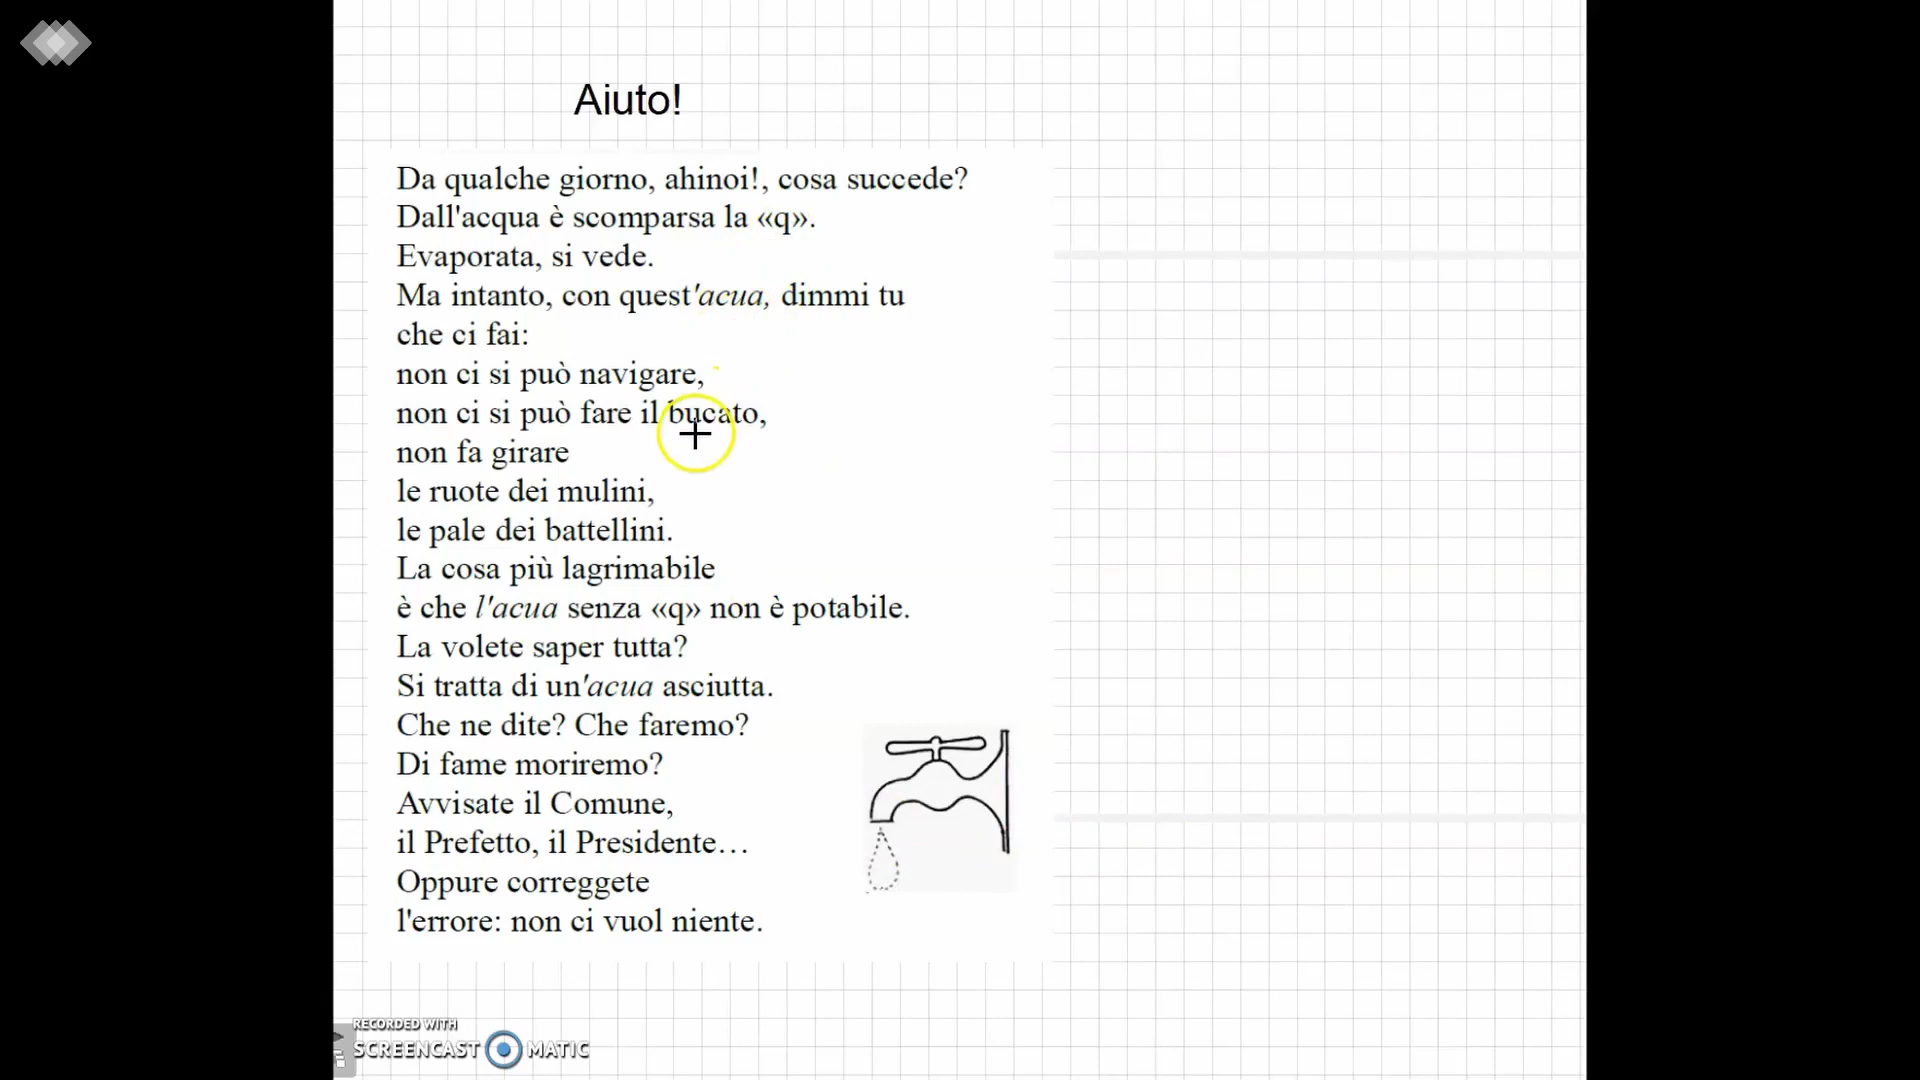 Aiuto!
Da qualche giorno, ahinoi!, cosa succede?
Dall'acqua è scomparsa la «q».
Evaporata, si vede.
Ma intanto, con quest'acua, dimmi tu
che ci fai:
non ci si può navigare,
non ci si può fare il bucato,
non fa girare
le ruote dei mulini,
le pale dei battellini.
La cosa più lagrimabile
è che l'acua senza «q» non è potabile.
La volete saper tutta?
Si tratta di un'acua asciutta.
Che ne dite? Che faremo?
Di fame moriremo?
Avvisate il Comune,
il Prefetto, il Presidente…
Oppure correggete
l'errore: non ci vuol niente.
RECORDED WITH
SCREENCAST MATIC